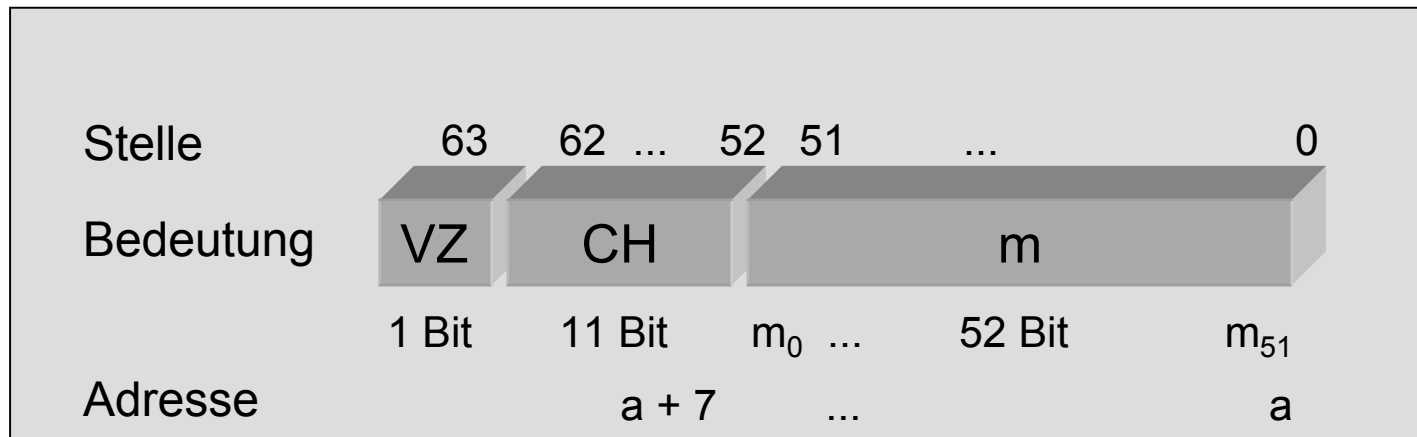 Stelle 63 62 ... 52 51 ... 0
Bedeutung VZ CH m
1 Bit 11 Bit m₀ ... 52 Bit m₅₁
Adresse a + 7 ... a